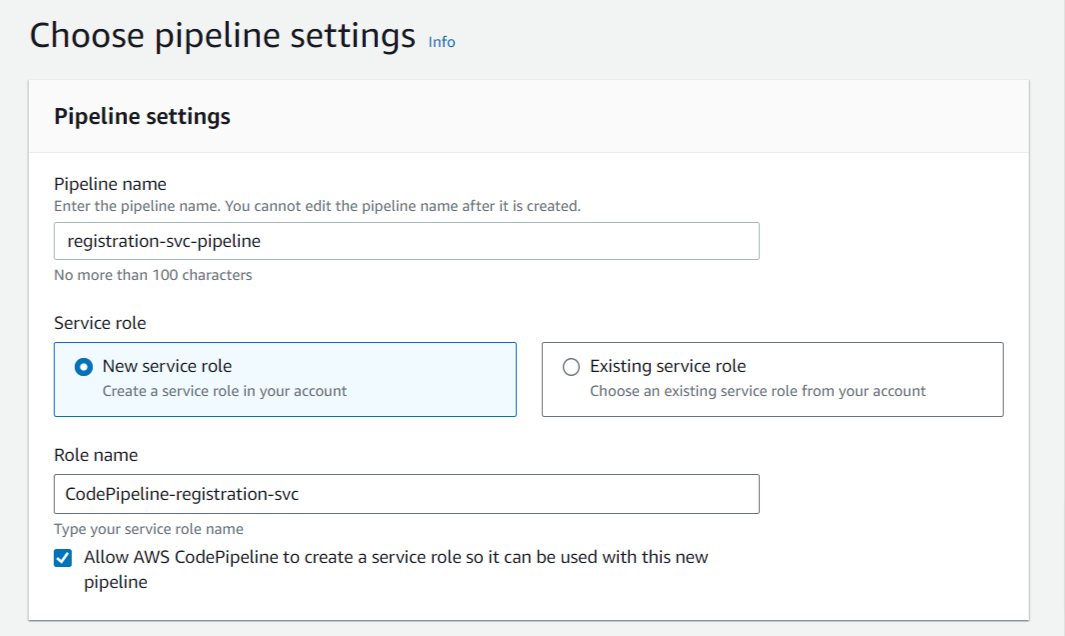 Choose pipeline settings Info
Pipeline settings
Pipeline name
Enter the pipeline name. You cannot edit the pipeline name after it is created.
registration-svc-pipeline
No more than 100 characters
Service role
New service role
Create a service role in your account
Existing service role
Choose an existing service role from your account
Role name
CodePipeline-registration-svc
Type your service role name
Allow AWS CodePipeline to create a service role so it can be used with this new
pipeline